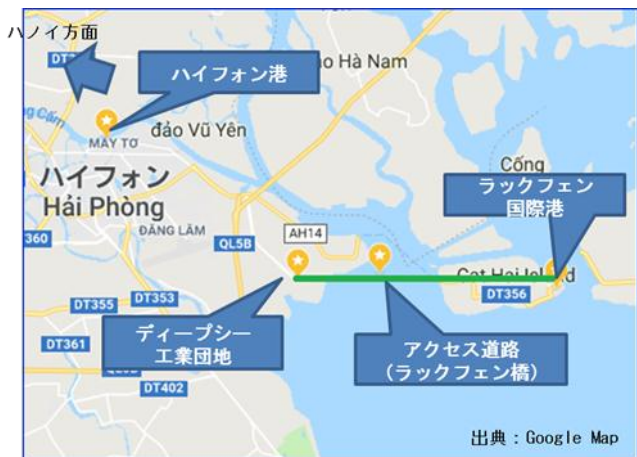 ハノイ方面
ハイフォン港
Hà Nam
đảo Vũ Yên
MÁY TƠ
ハイフォン
Hải Phòng
Cống
ラックフェン
国際港
ĐẰNG LÂM
QL5B
AH14
360
Cat Hai
DT356
DT355
DT353
ディープシー
工業団地
アクセス道路
(ラックフェン橋)
DT361
DT402
出典：Google Map